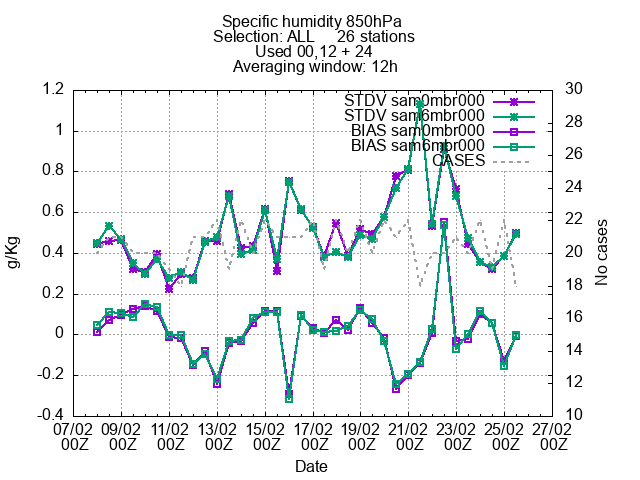 Specific humidity 850hPa
Selection: ALL 26 stations
Used 00,12 + 24
Averaging window: 12h
STDV sam0mbr000
STDV sam6mbr000
BIAS sam0mbr000
BIAS sam6mbr000
CASES
g/Kg
1.2
1
0.8
0.6
0.4
0.2
0
-0.2
-0.4
No cases
30
28
26
24
22
20
18
16
14
12
10
07/02 09/02 11/02 13/02 15/02 17/02 19/02 21/02 23/02 25/02 27/02
00Z 00Z 00Z 00Z 00Z 00Z 00Z 00Z 00Z 00Z 00Z
Date